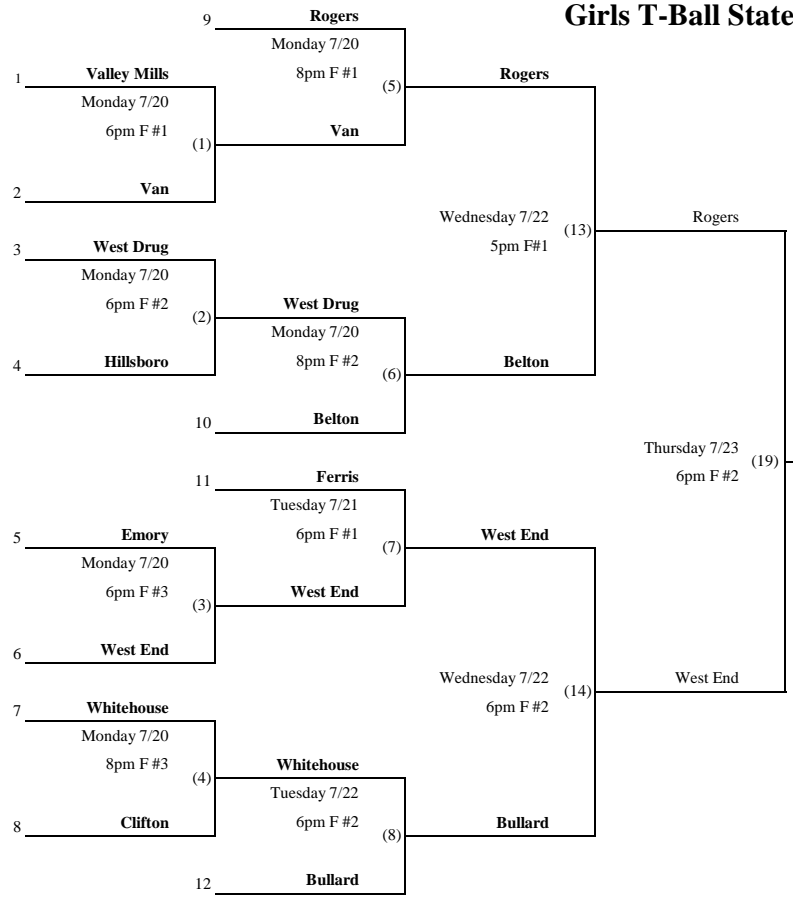 Girls T-Ball State
9 Rogers
Monday 7/20
8pm F #1
(5)
1 Valley Mills
Monday 7/20
6pm F #1
(1)
Rogers
Van
2 Van
3 West Drug
Monday 7/20
6pm F #2
(2)
Wednesday 7/22
5pm F#1
(13)
Rogers
West Drug
Monday 7/20
8pm F #2
(6)
4 Hillsboro
Belton
10 Belton
Thursday 7/23
6pm F #2
(19)
11 Ferris
Tuesday 7/21
6pm F #1
(7)
5 Emory
Monday 7/20
6pm F #3
(3)
West End
West End
6 West End
Wednesday 7/22
6pm F #2
(14)
West End
7 Whitehouse
Monday 7/20
8pm F #3
(4)
Whitehouse
Tuesday 7/22
6pm F #2
(8)
8 Clifton
Bullard
12 Bullard